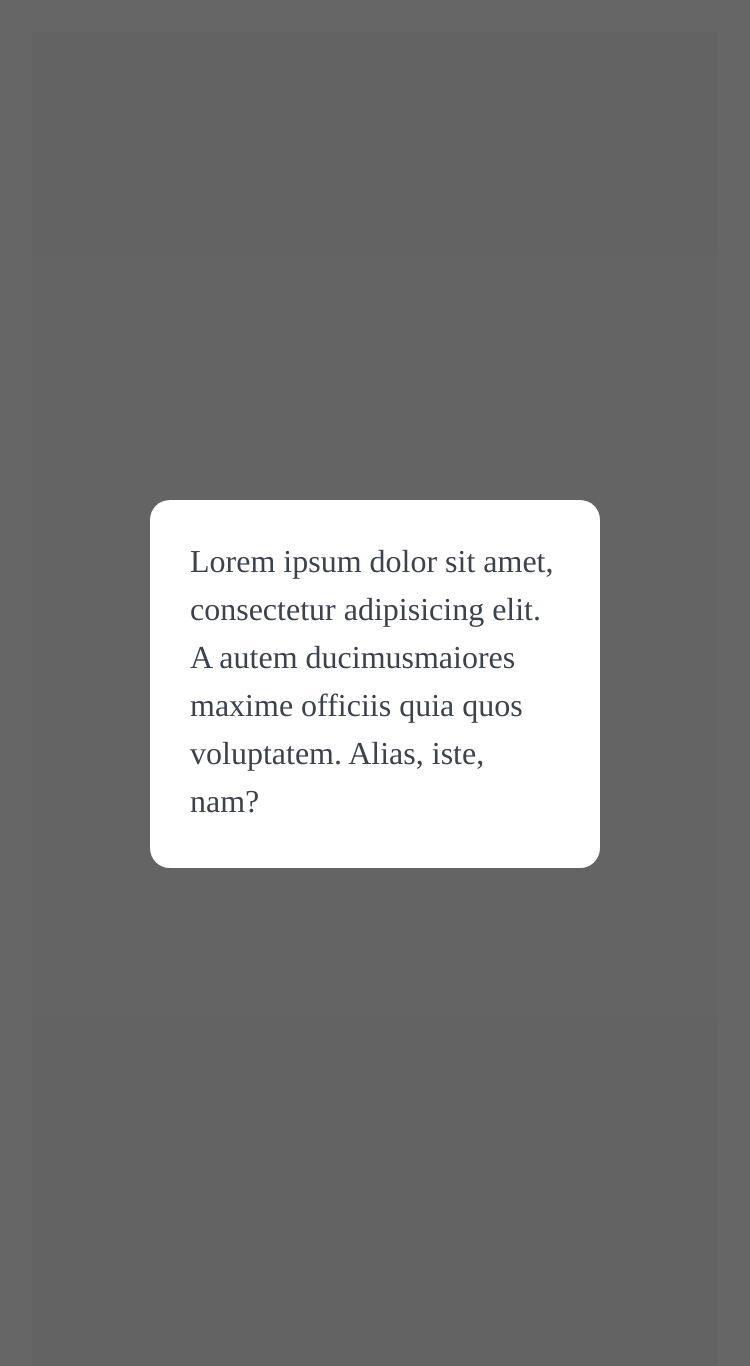 Lorem ipsum dolor sit amet,
consectetur adipisicing elit.
A autem ducimusmaiores
maxime officiis quia quos
voluptatem. Alias, iste,
nam?